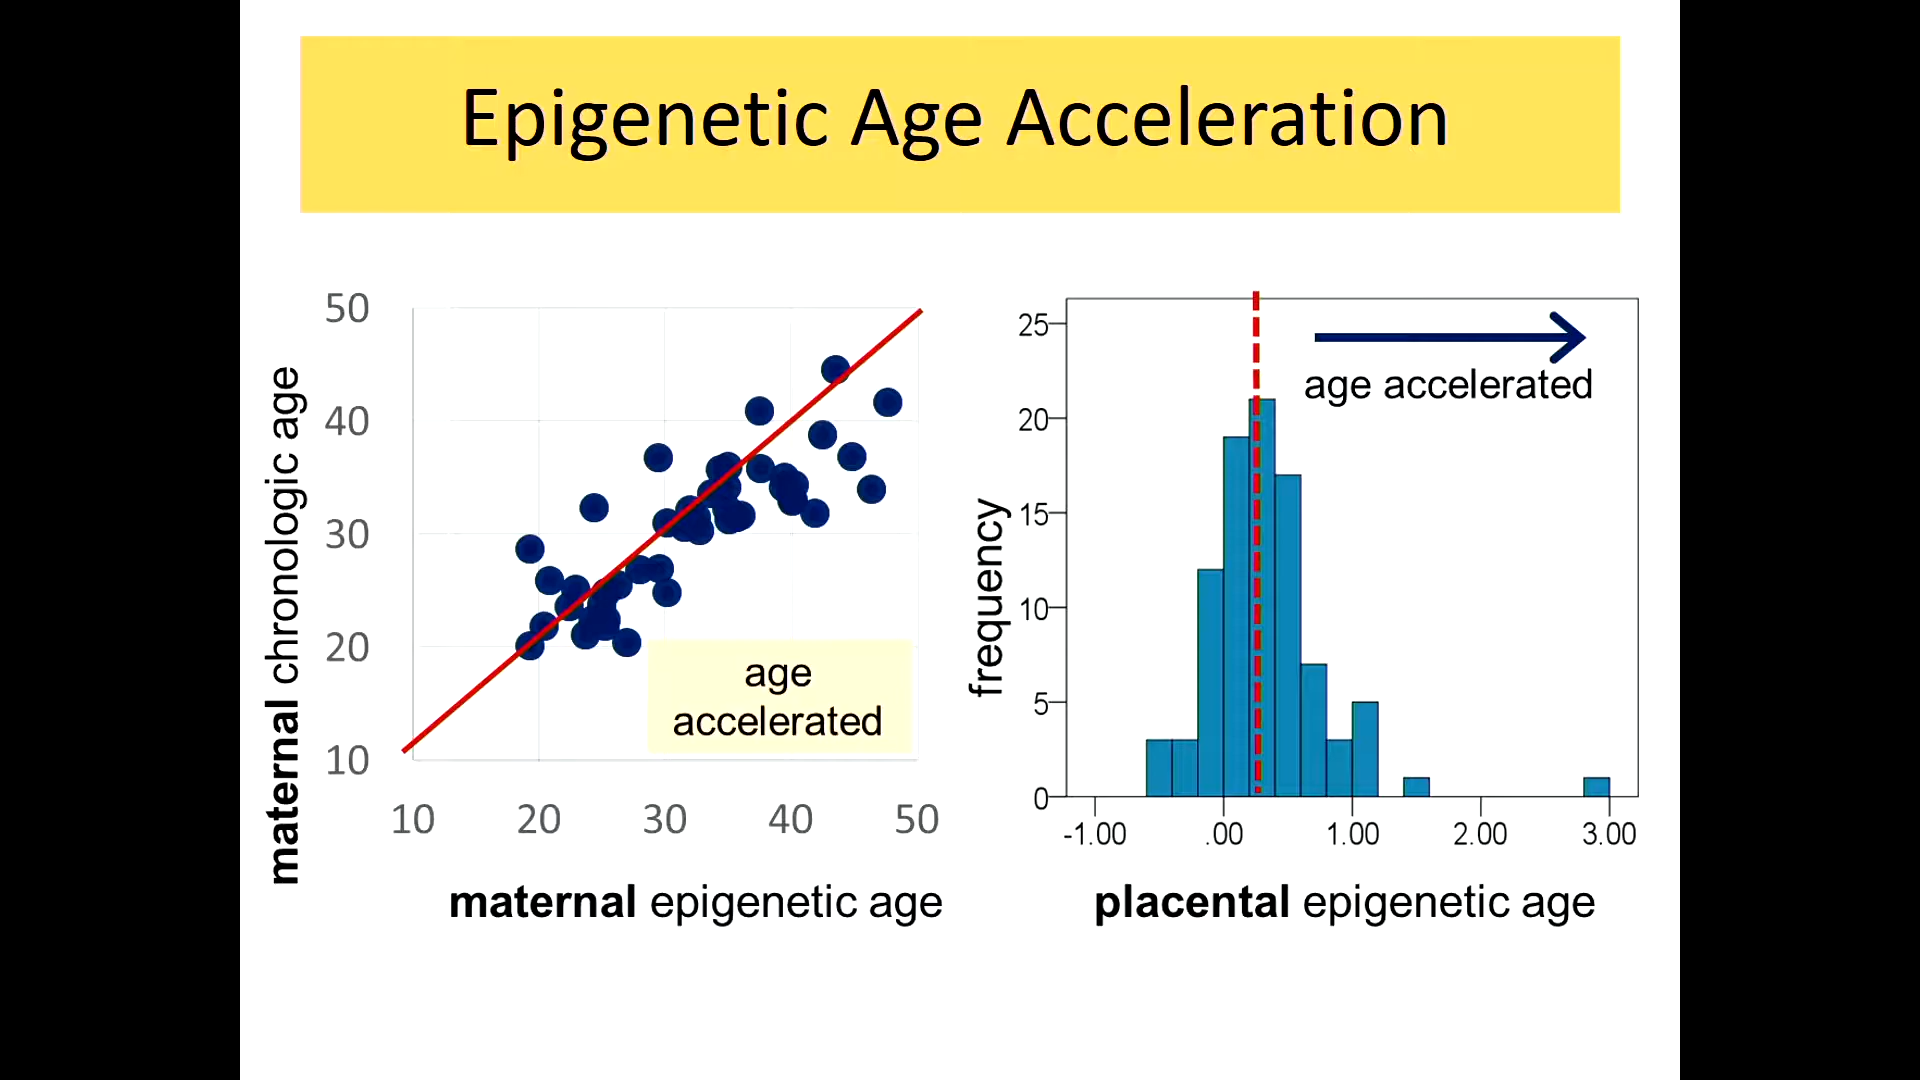 Epigenetic Age Acceleration
maternal chronologic age
50
40
30
20
10
age
accelerated
10 20 30 40 50
maternal epigenetic age
frequency
25
20
15
10
5
0
age accelerated
-1.00 .00 1.00 2.00 3.00
placental epigenetic age